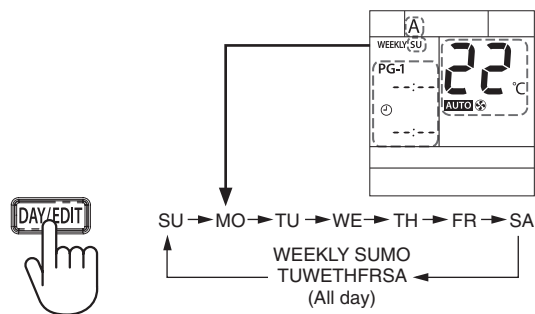 A
WEEKLY SU
PG-1
22 °C
--:--
AUTO
--:--
DAY/EDIT
SU → MO → TU → WE → TH → FR → SA
WEEKLY SUMO
TUWETHFRSA
(All day)